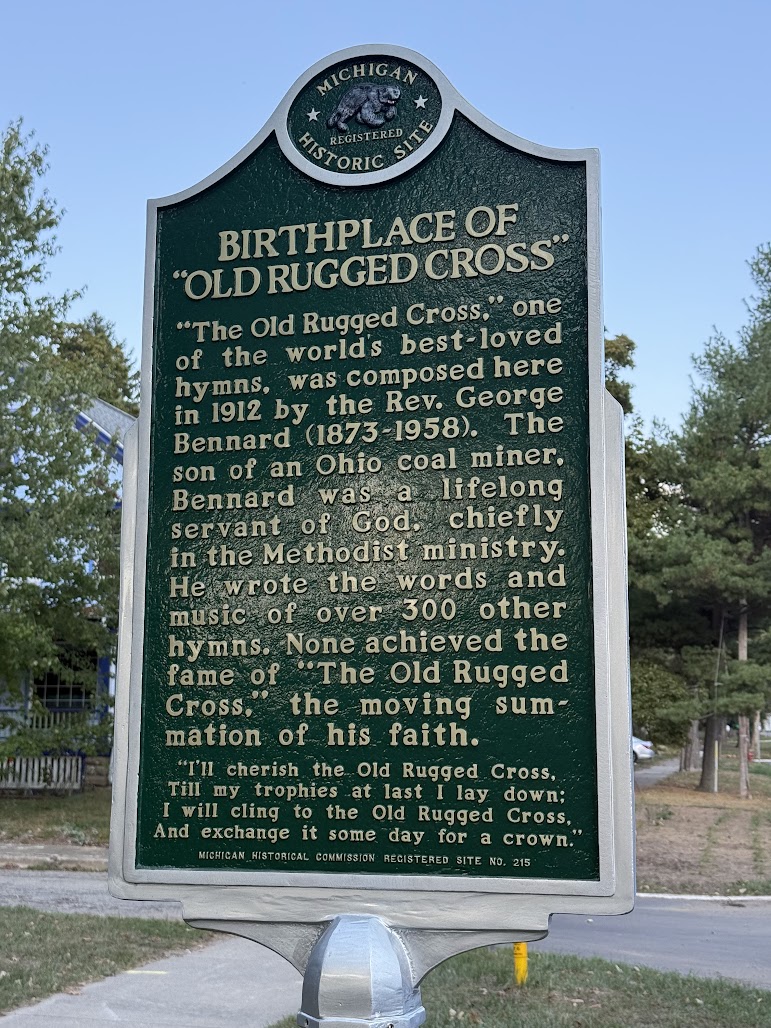 MICHIGAN
REGISTERED
HISTORIC SITE
BIRTHPLACE OF
"OLD RUGGED CROSS"
"The Old Rugged Cross," one
of the world's best-loved
hymns, was composed here
in 1912 by the Rev. George
Bennard (1873-1958). The
son of an Ohio coal miner,
Bennard was a lifelong
servant of God, chiefly
in the Methodist ministry.
He wrote the words and
music of over 300 other
hymns. None achieved the
fame of "The Old Rugged
Cross," the moving sum-
mation of his faith.
"I'll cherish the Old Rugged Cross,
Till my trophies at last I lay down;
I will cling to the Old Rugged Cross,
And exchange it some day for a crown."
MICHIGAN HISTORICAL COMMISSION REGISTERED SITE NO. 215